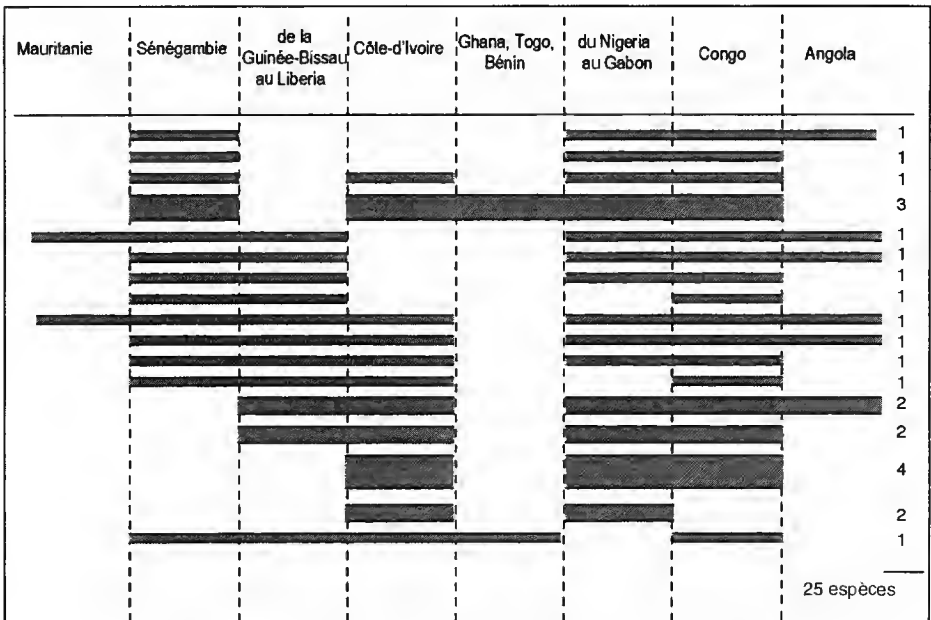 Mauritanie
Sénégambie
de la
Guinée-Bissau
au Liberia
Côte-d'Ivoire
Ghana, Togo,
Bénin
du Nigeria
au Gabon
Congo
Angola
1
1
1
3
1
1
1
1
1
1
1
1
2
2
4
2
1
25 espèces